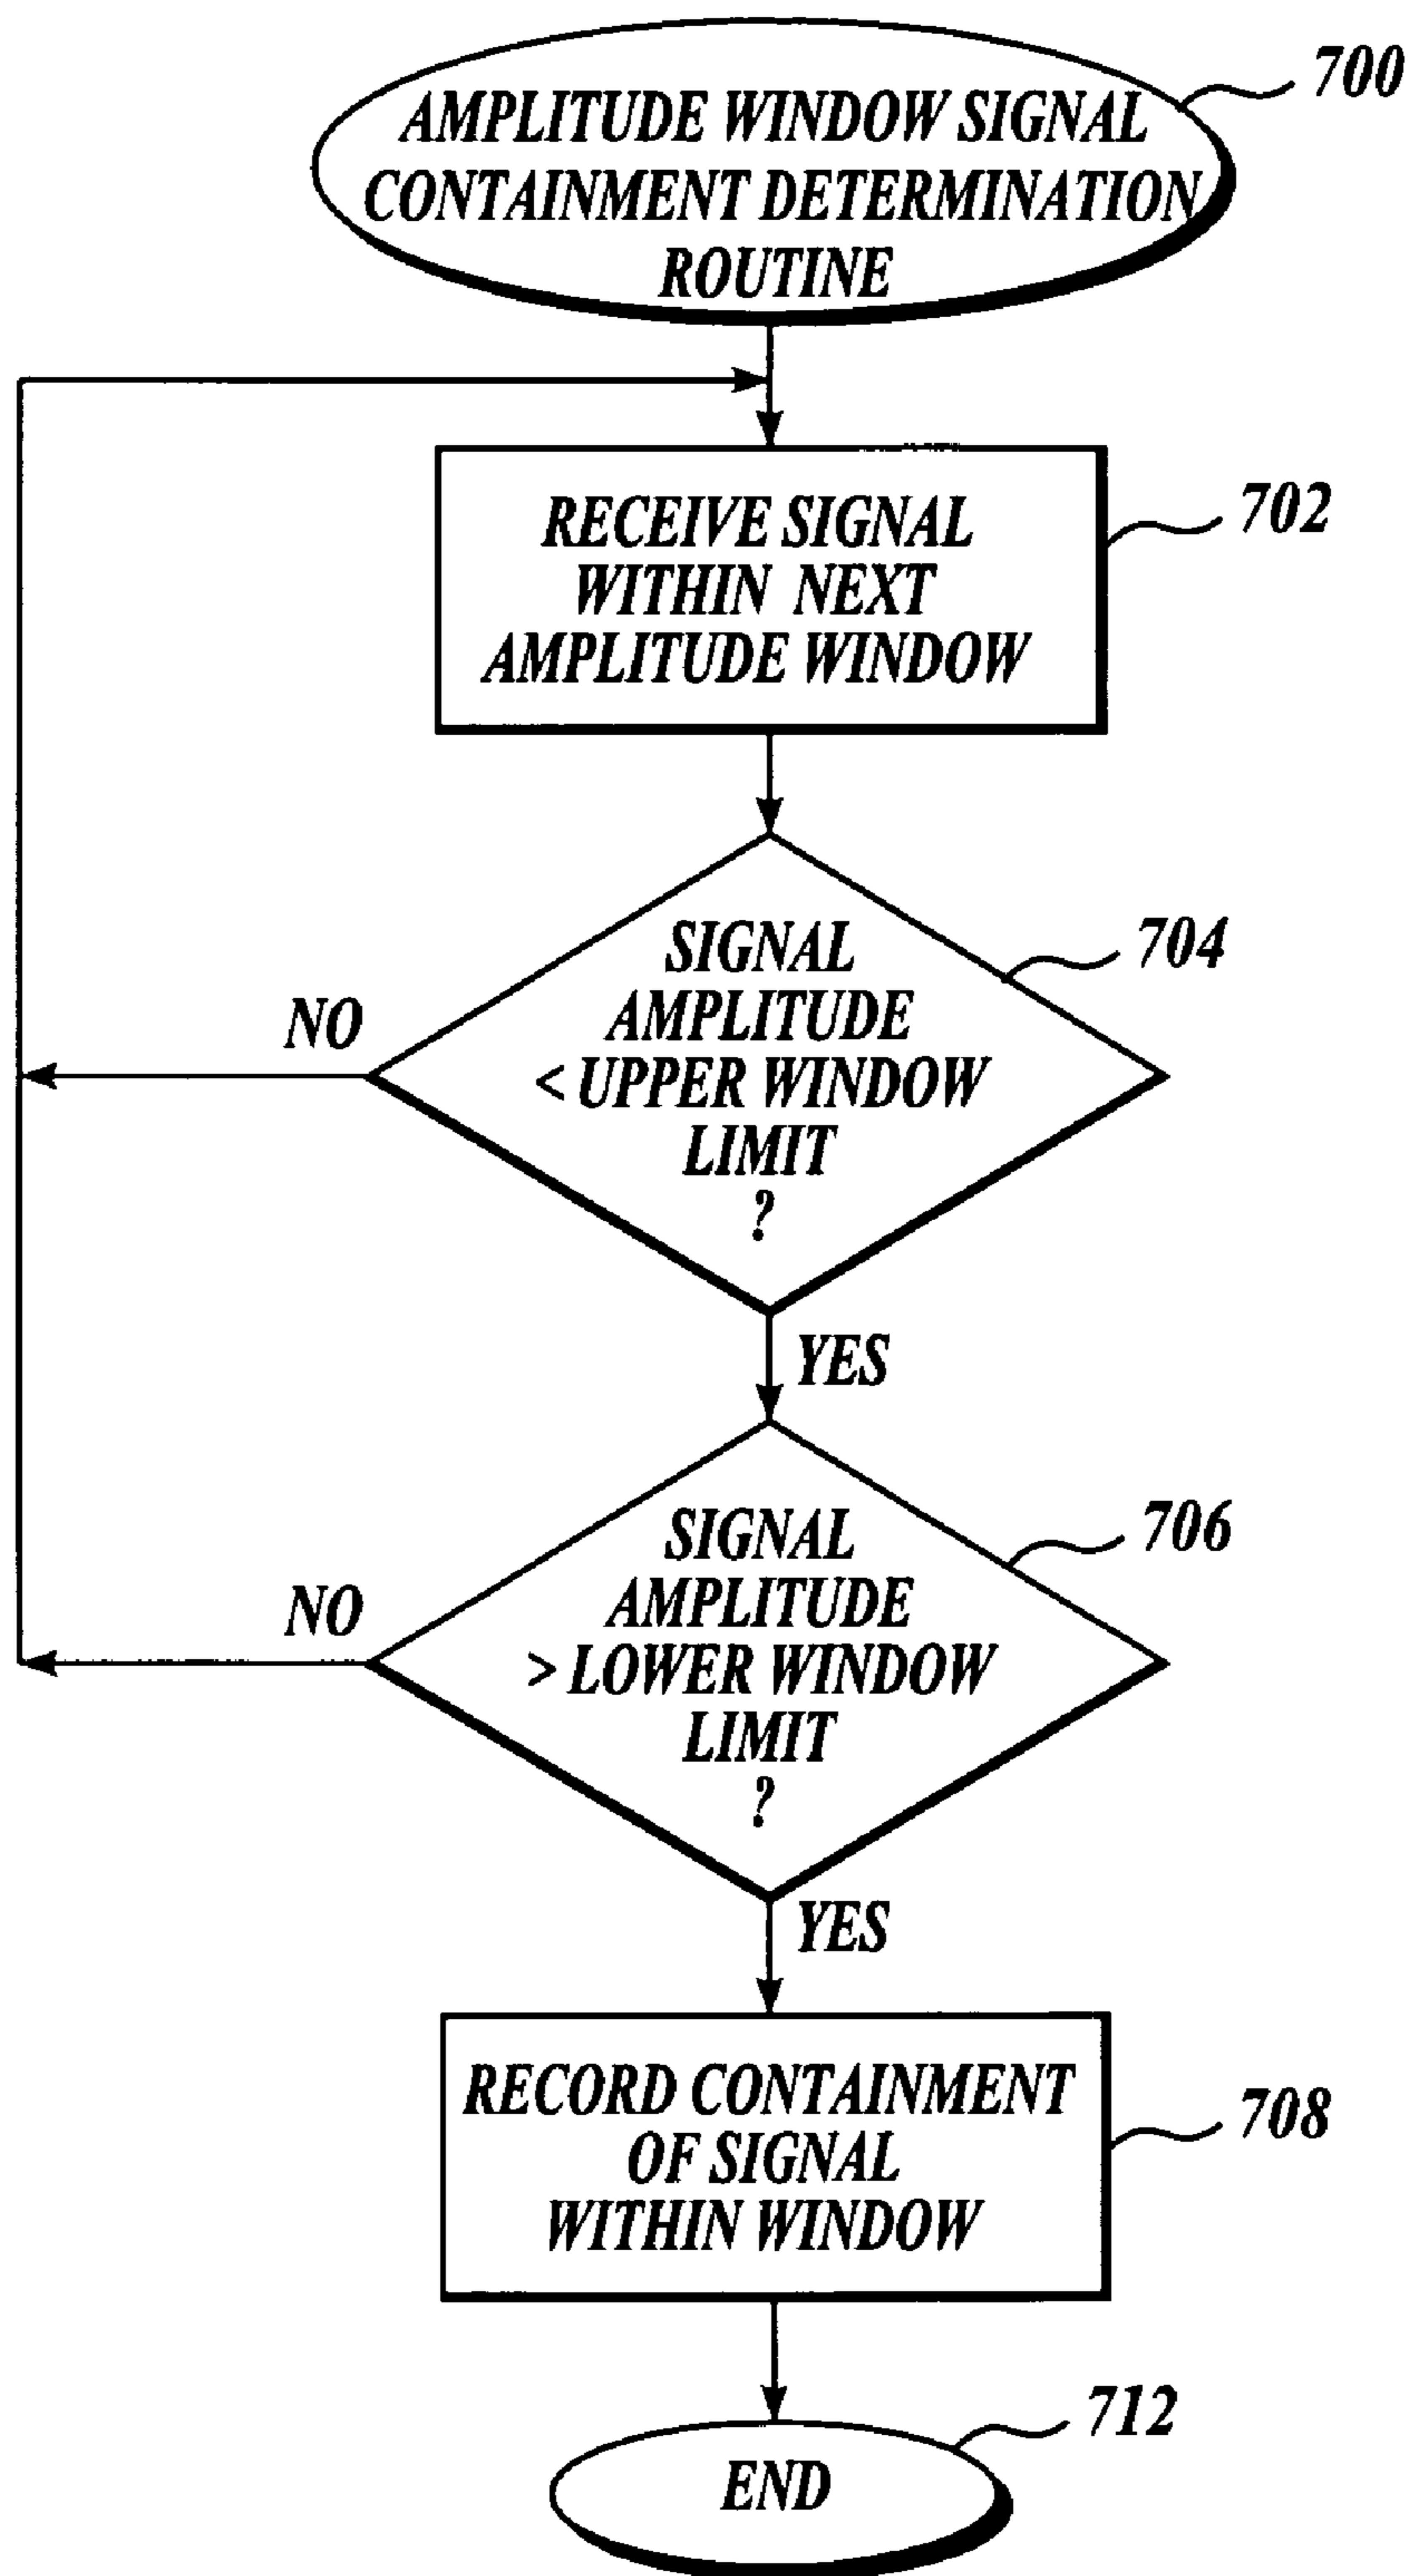 AMPLITUDE WINDOW SIGNAL
CONTAINMENT DETERMINATION
ROUTINE
700
RECEIVE SIGNAL
WITHIN NEXT
AMPLITUDE WINDOW
702
SIGNAL
AMPLITUDE
< UPPER WINDOW
LIMIT
?
704
NO
YES
SIGNAL
AMPLITUDE
> LOWER WINDOW
LIMIT
?
706
NO
YES
RECORD CONTAINMENT
OF SIGNAL
WITHIN WINDOW
708
END
712